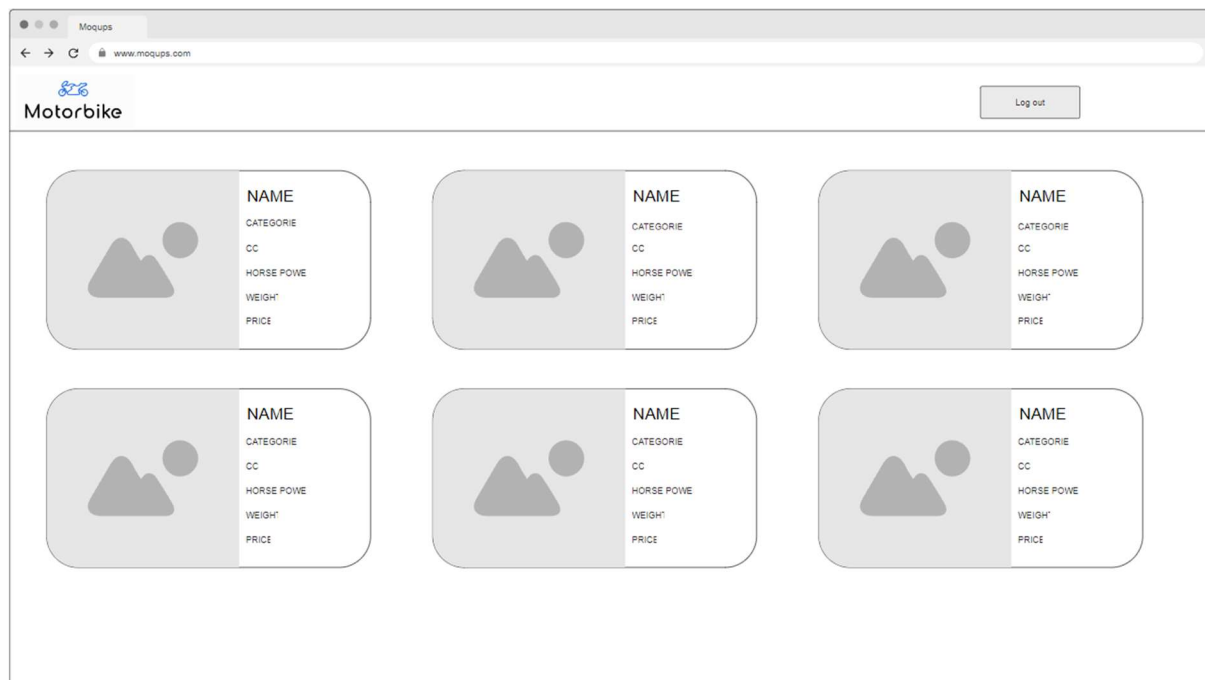 Moqups
www.moqups.com
Motorbike
Log out
NAME
CATEGORIE
CC
HORSE POWE
WEIGHT
PRICE
NAME
CATEGORIE
CC
HORSE POWE
WEIGHT
PRICE
NAME
CATEGORIE
CC
HORSE POWE
WEIGHT
PRICE
NAME
CATEGORIE
CC
HORSE POWE
WEIGHT
PRICE
NAME
CATEGORIE
CC
HORSE POWE
WEIGHT
PRICE
NAME
CATEGORIE
CC
HORSE POWE
WEIGHT
PRICE